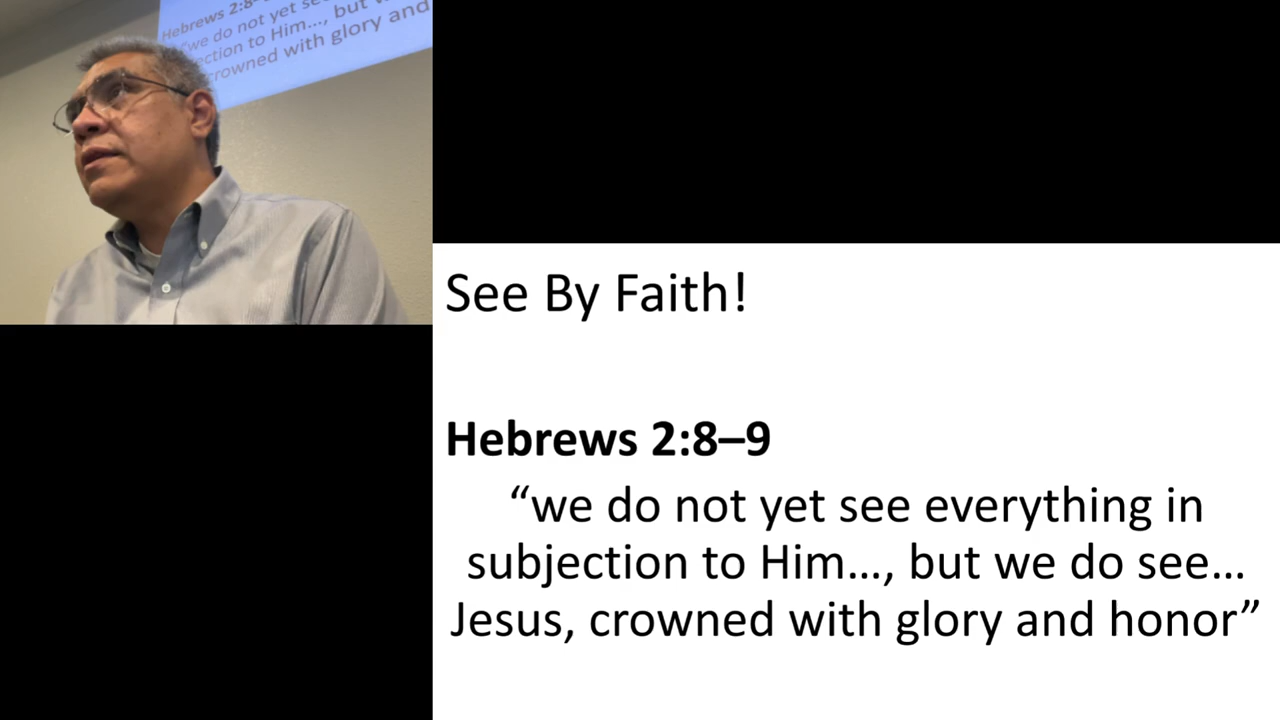 Hebrews 2:8-
"we do not yet see
ection to Him..., but w
crowned with glory and
See By Faith!
Hebrews 2:8–9
“we do not yet see everything in
subjection to Him…, but we do see…
Jesus, crowned with glory and honor”